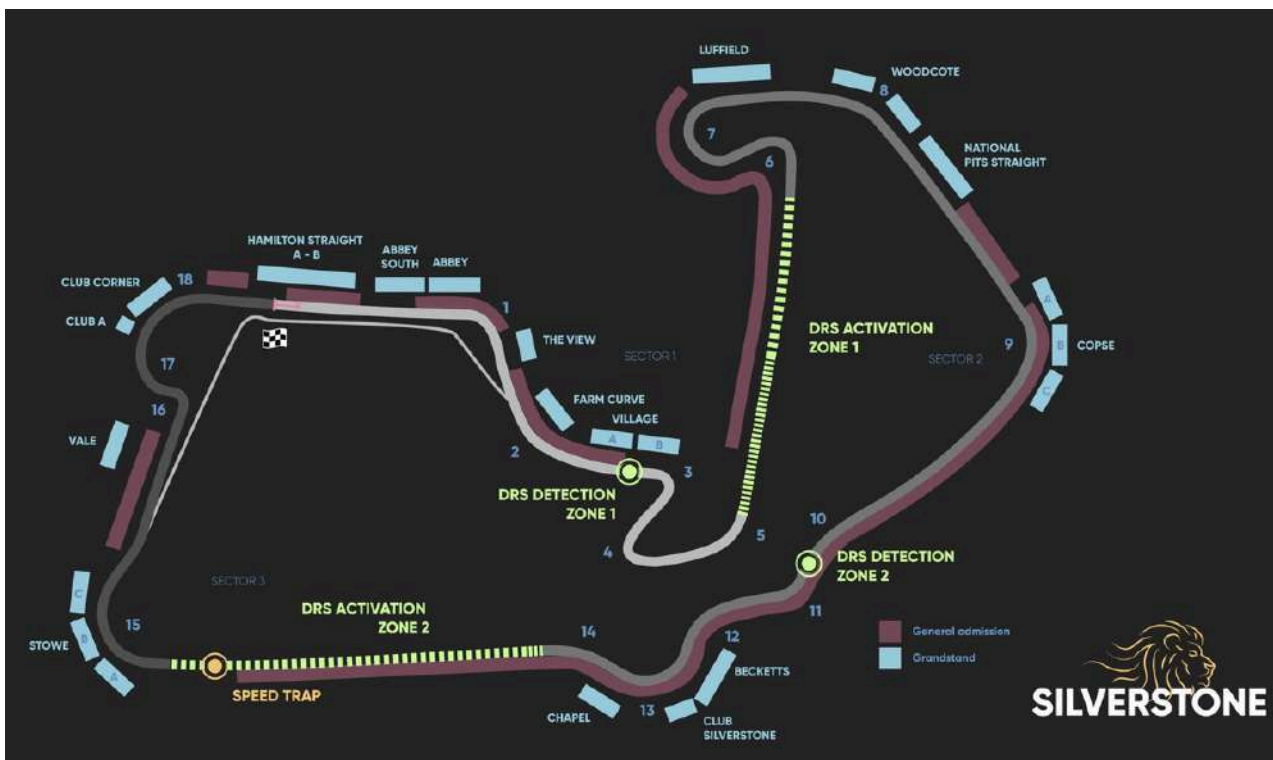 LUFFIELD
WOODCOTE
8
7
6
NATIONAL
PITS STRAIGHT
HAMILTON STRAIGHT
A - B
ABBEY
SOUTH
ABBEY
CLUB CORNER
18
CLUB A
1
THE VIEW
SECTOR 1
DRS ACTIVATION
ZONE 1
SECTOR 2
9
A
B
C
COPSE
17
16
FARM CURVE
VILLAGE
A
B
VALE
2
3
DRS DETECTION
ZONE 1
4
5
10
DRS DETECTION
ZONE 2
11
SECTOR 3
C
B
A
STOWE
15
DRS ACTIVATION
ZONE 2
14
12
General admission
Grandstand
BECKETTS
SPEED TRAP
CHAPEL
13
CLUB
SILVERSTONE
SILVERSTONE